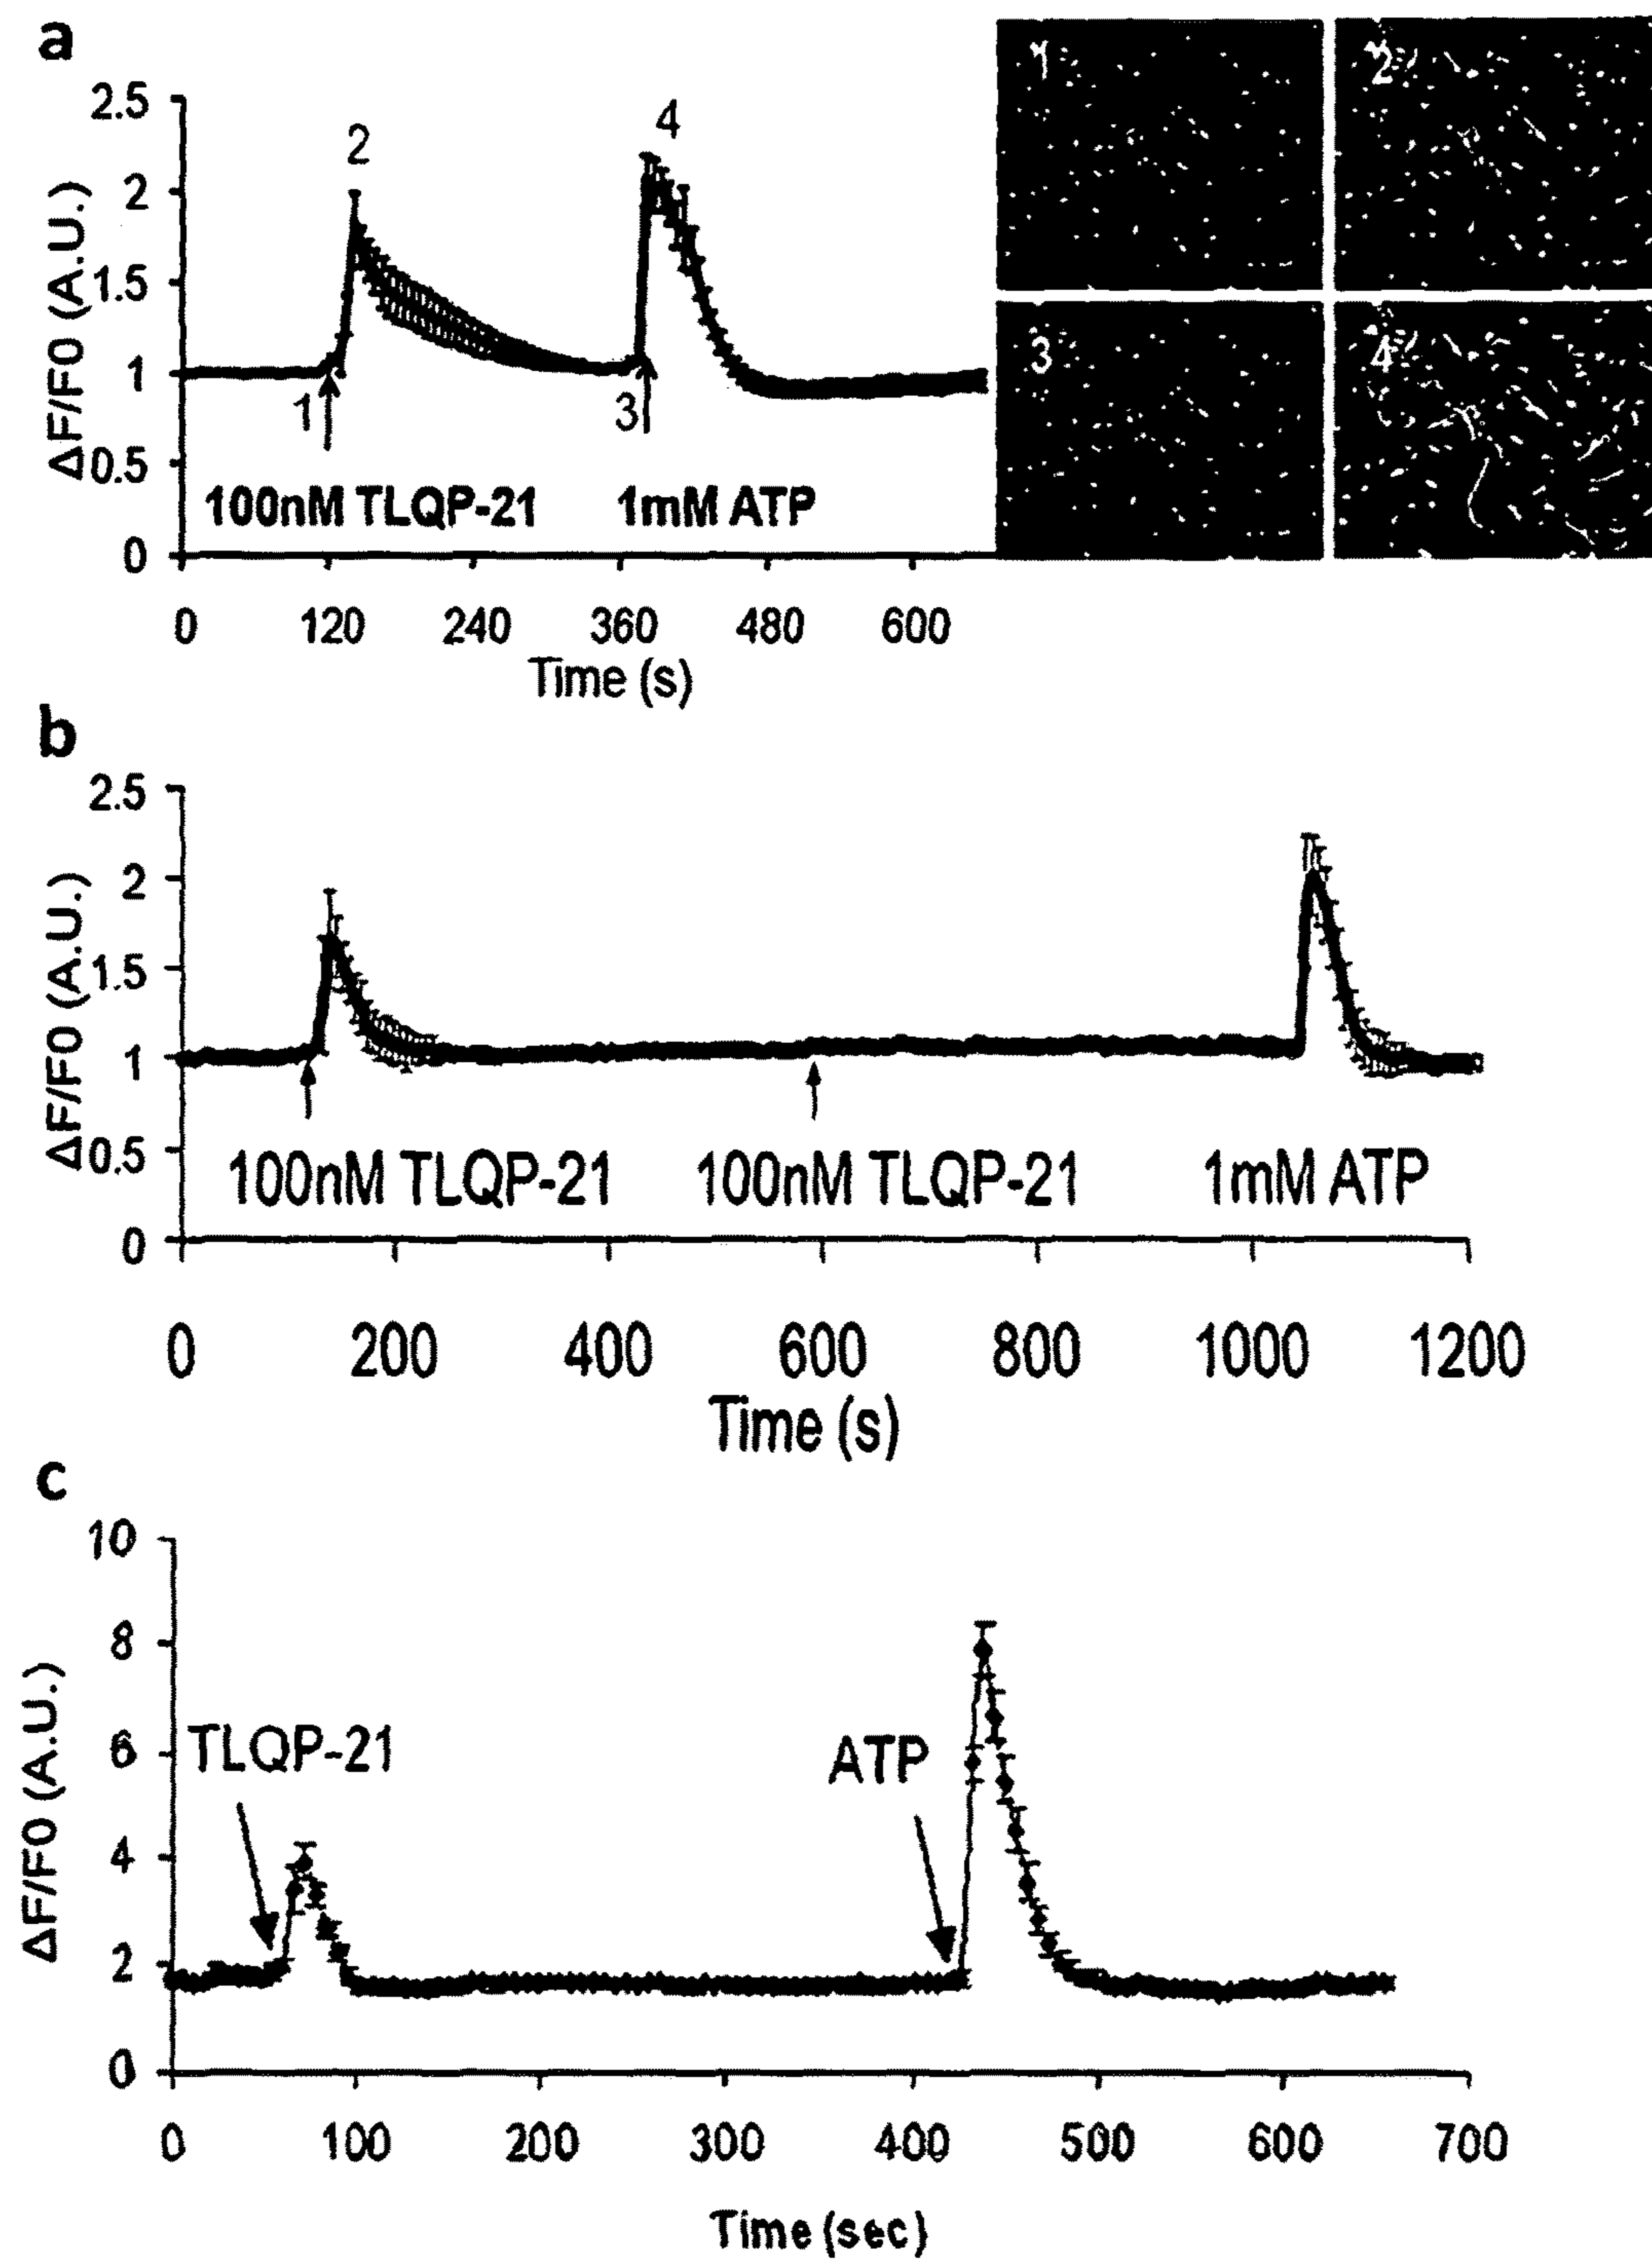 a
ΔF/F0 (A.U.)
2.5
2
1.5
1
0.5
0
2
4
1
3
100nM TLQP-21
1mM ATP
0 120 240 360 480 600
Time (s)
1
2
3
4
b
ΔF/F0 (A.U.)
2.5
2
1.5
1
0.5
0
100nM TLQP-21
100nM TLQP-21
1mM ATP
0 200 400 600 800 1000 1200
Time (s)
c
ΔF/F0 (A.U.)
10
8
6
4
2
0
TLQP-21
ATP
0 100 200 300 400 500 600 700
Time (sec)